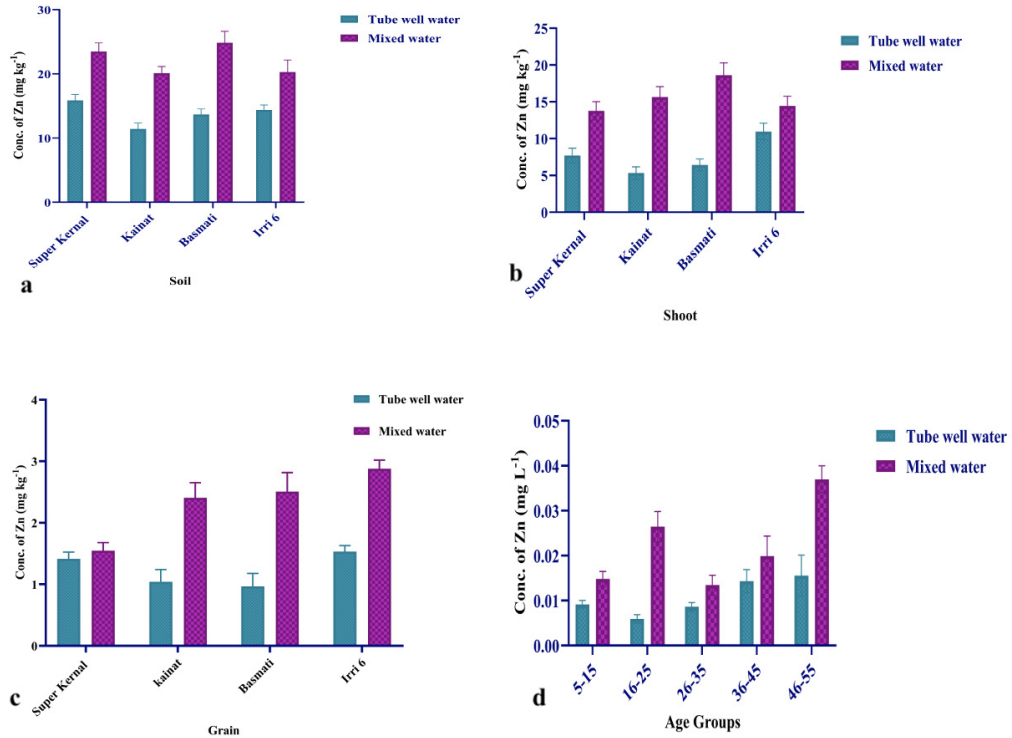 30
20
10
0
Conc. of Zn (mg kg⁻¹)
Tube well water
Mixed water
Super Kernal
Kainat
Basmati
Irri 6
Soil
a
25
20
15
10
5
0
Conc. of Zn (mg kg⁻¹)
Tube well water
Mixed water
Super Kernal
Kainat
Basmati
Irri 6
Shoot
b
4
3
2
1
0
Conc. of Zn (mg kg⁻¹)
Tube well water
Mixed water
Super Kernal
kainat
Basmati
Irri 6
Grain
c
0.05
0.04
0.03
0.02
0.01
0.00
Conc. of Zn (mg L⁻¹)
Tube well water
Mixed water
5-15
16-25
26-35
36-45
46-55
Age Groups
d